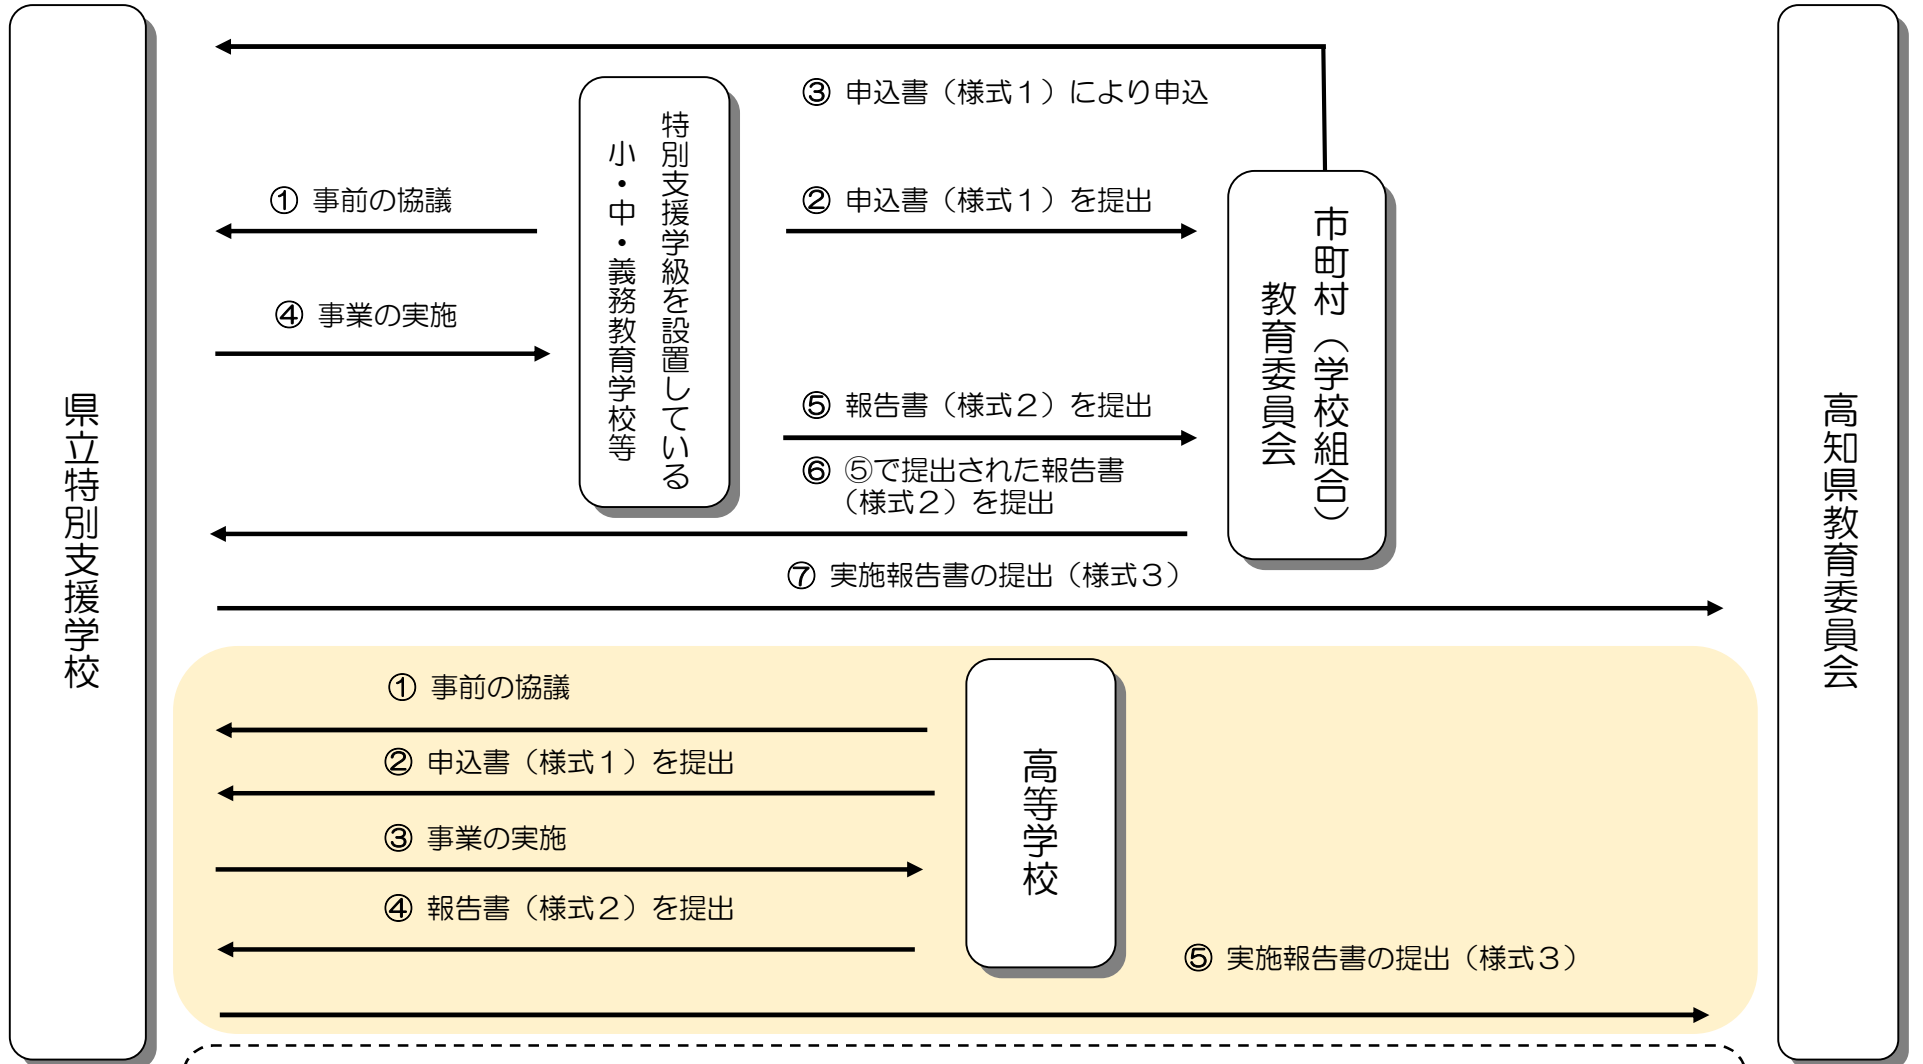 県立特別支援学校
③ 申込書（様式１）により申込
特別支援学級を設置している
小・中・義務教育学校等
① 事前の協議
② 申込書（様式１）を提出
市町村（学校組合）
教育委員会
④ 事業の実施
⑤ 報告書（様式２）を提出
⑥ ⑤で提出された報告書
（様式２）を提出
⑦ 実施報告書の提出（様式３）
高知県教育委員会
① 事前の協議
② 申込書（様式１）を提出
③ 事業の実施
④ 報告書（様式２）を提出
高等学校
⑤ 実施報告書の提出（様式３）